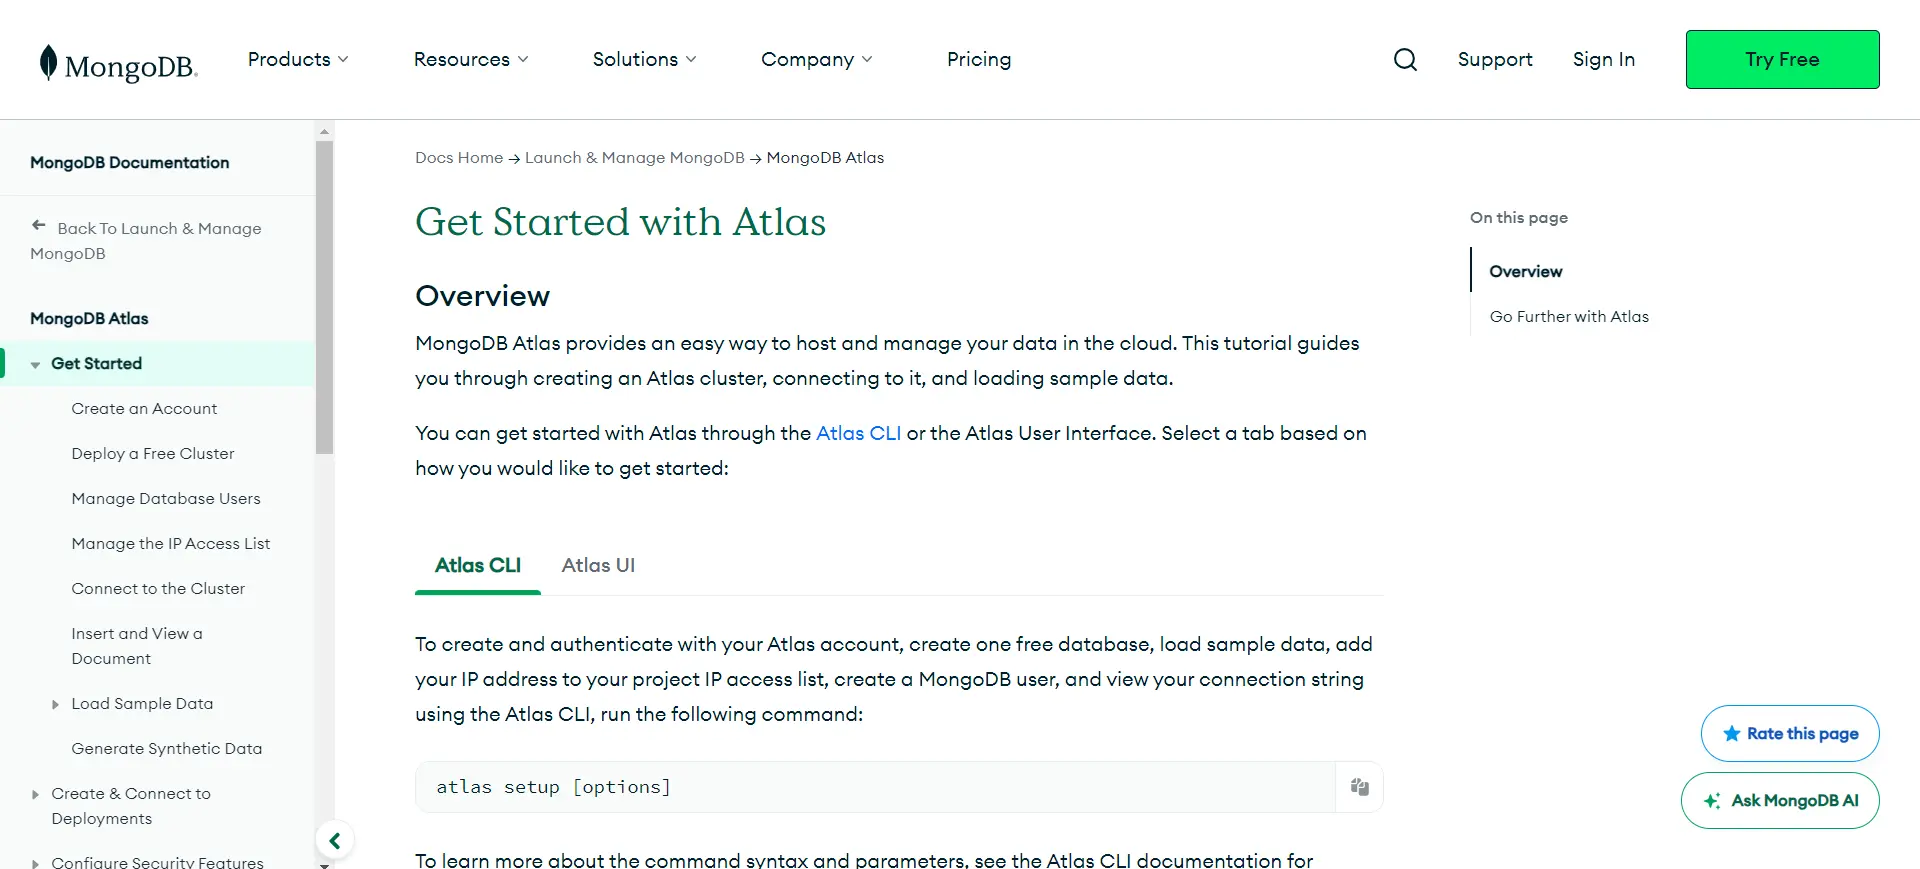 MongoDB.
Products
Resources
Solutions
Company
Pricing
Support
Sign In
Try Free
MongoDB Documentation
Back To Launch & Manage
MongoDB
MongoDB Atlas
Get Started
Create an Account
Deploy a Free Cluster
Manage Database Users
Manage the IP Access List
Connect to the Cluster
Insert and View a
Document
Load Sample Data
Generate Synthetic Data
Create & Connect to
Deployments
Configure Security Features
Docs Home → Launch & Manage MongoDB → MongoDB Atlas
Get Started with Atlas
Overview
MongoDB Atlas provides an easy way to host and manage your data in the cloud. This tutorial guides
you through creating an Atlas cluster, connecting to it, and loading sample data.
You can get started with Atlas through the Atlas CLI or the Atlas User Interface. Select a tab based on
how you would like to get started:
Atlas CLI
Atlas UI
To create and authenticate with your Atlas account, create one free database, load sample data, add
your IP address to your project IP access list, create a MongoDB user, and view your connection string
using the Atlas CLI, run the following command:
atlas setup [options]
To learn more about the command syntax and parameters, see the Atlas CLI documentation for
On this page
Overview
Go Further with Atlas
Rate this page
Ask MongoDB AI